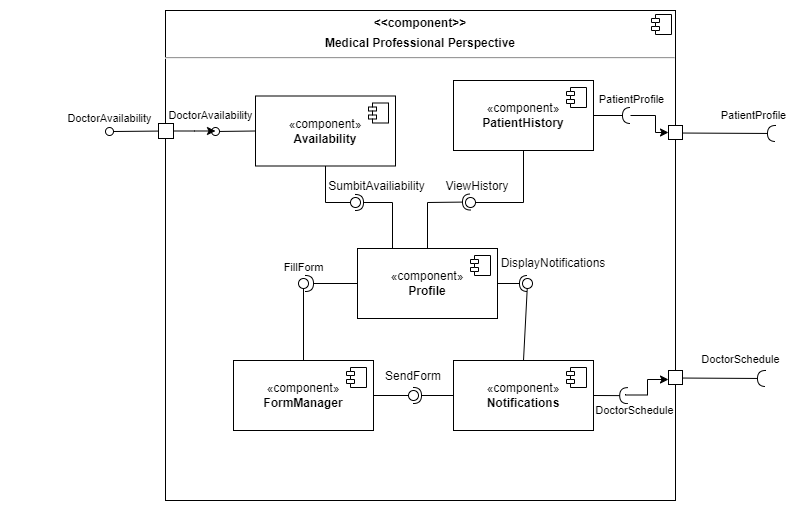 <<component>>
Medical Professional Perspective
DoctorAvailability
DoctorAvailability
«component»
Availability
«component»
PatientHistory
PatientProfile
PatientProfile
SumbitAvailiability
ViewHistory
FillForm
«component»
Profile
DisplayNotifications
«component»
FormManager
SendForm
«component»
Notifications
DoctorSchedule
DoctorSchedule